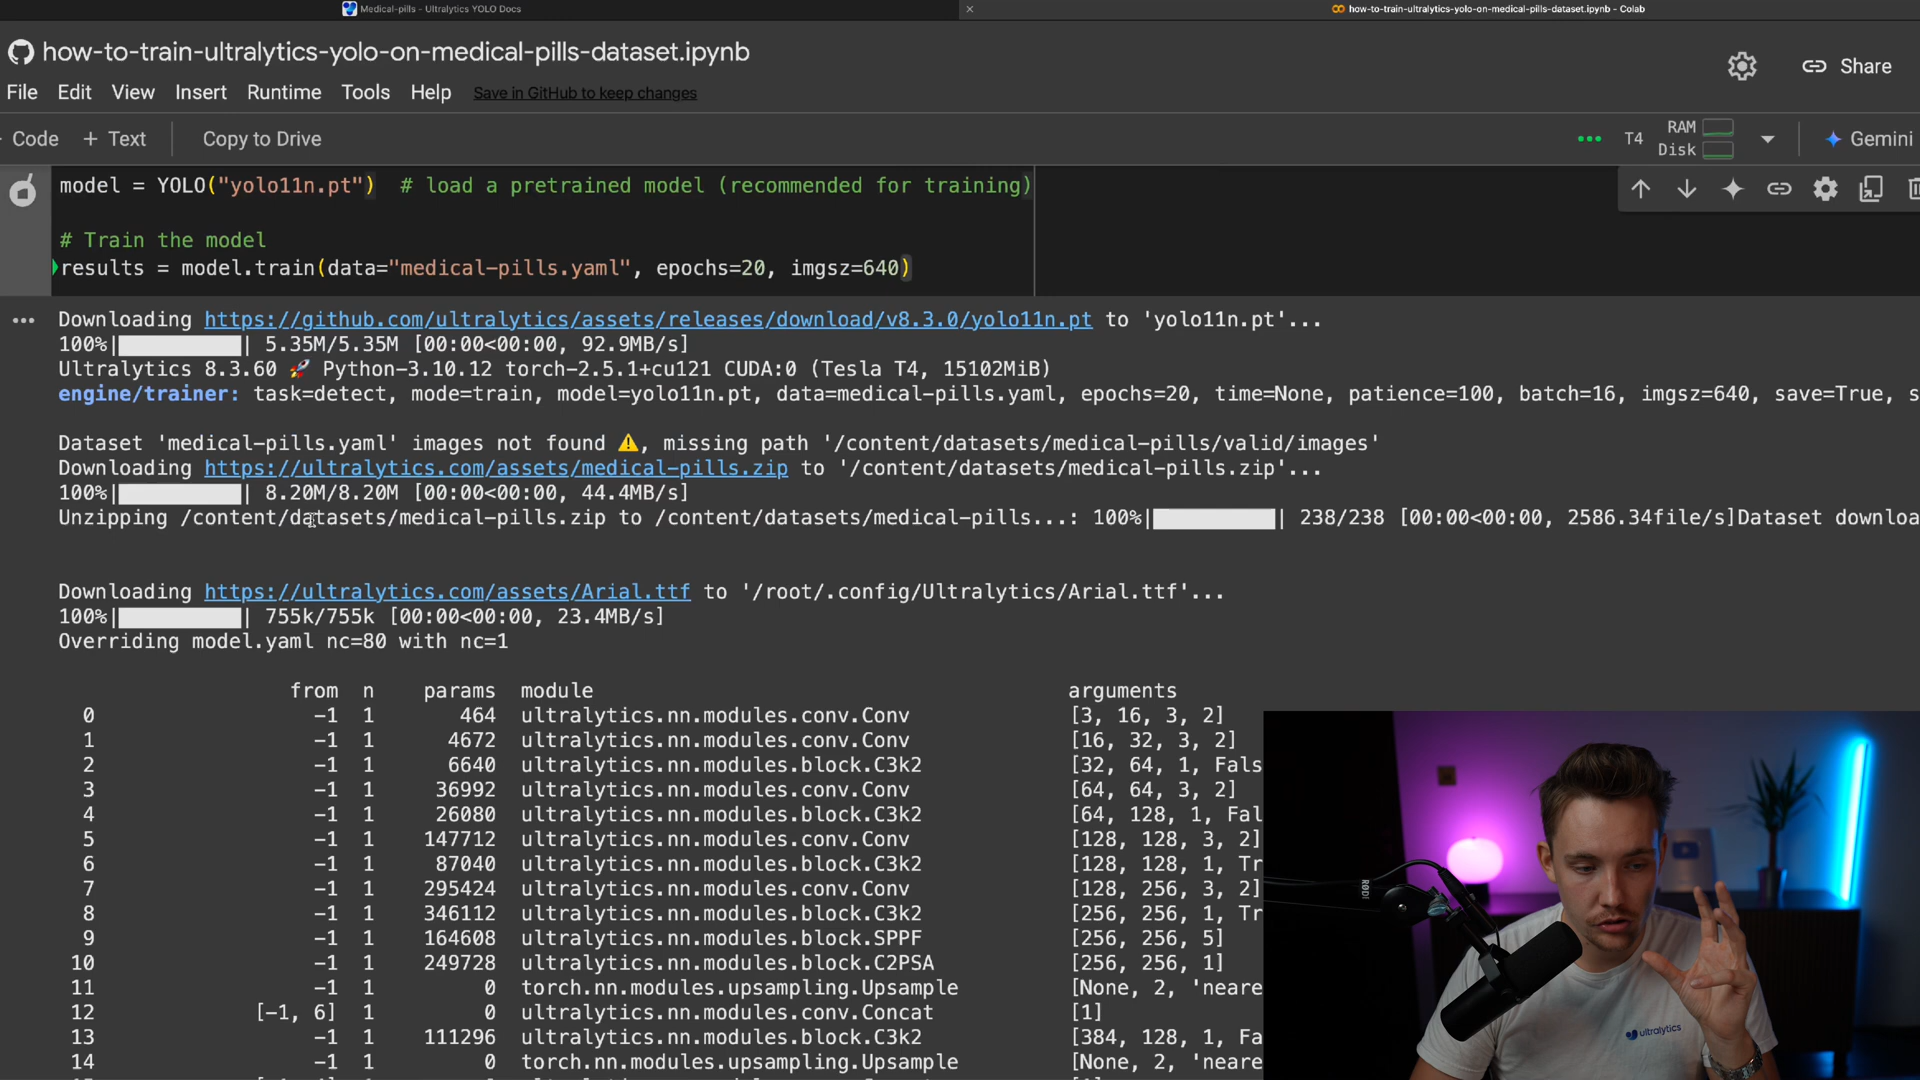 Medical-pills - Ultralytics YOLO Docs
how-to-train-ultralytics-yolo-on-medical-pills-dataset.ipynb - Colab
how-to-train-ultralytics-yolo-on-medical-pills-dataset.ipynb
Share
File Edit View Insert Runtime Tools Help Save in GitHub to keep changes
Code + Text Copy to Drive
T4 RAM
Disk
Gemini
model = YOLO("yolo11n.pt")  # load a pretrained model (recommended for training)
# Train the model
results = model.train(data="medical-pills.yaml", epochs=20, imgsz=640)
Downloading https://github.com/ultralytics/assets/releases/download/v8.3.0/yolo11n.pt to 'yolo11n.pt'...
100%| | 5.35M/5.35M [00:00<00:00, 92.9MB/s]
Ultralytics 8.3.60 🚀 Python-3.10.12 torch-2.5.1+cu121 CUDA:0 (Tesla T4, 15102MiB)
engine/trainer: task=detect, mode=train, model=yolo11n.pt, data=medical-pills.yaml, epochs=20, time=None, patience=100, batch=16, imgsz=640, save=True, s
Dataset 'medical-pills.yaml' images not found ⚠️, missing path '/content/datasets/medical-pills/valid/images'
Downloading https://ultralytics.com/assets/medical-pills.zip to '/content/datasets/medical-pills.zip'...
100%| | 8.20M/8.20M [00:00<00:00, 44.4MB/s]
Unzipping /content/datasets/medical-pills.zip to /content/datasets/medical-pills...: 100%| | 238/238 [00:00<00:00, 2586.34file/s]Dataset downloa
Downloading https://ultralytics.com/assets/Arial.ttf to '/root/.config/Ultralytics/Arial.ttf'...
100%| | 755k/755k [00:00<00:00, 23.4MB/s]
Overriding model.yaml nc=80 with nc=1
from n params module arguments
0 -1 1 464 ultralytics.nn.modules.conv.Conv [3, 16, 3, 2]
1 -1 1 4672 ultralytics.nn.modules.conv.Conv [16, 32, 3, 2]
2 -1 1 6640 ultralytics.nn.modules.block.C3k2 [32, 64, 1, Fals
3 -1 1 36992 ultralytics.nn.modules.conv.Conv [64, 64, 3, 2]
4 -1 1 26080 ultralytics.nn.modules.block.C3k2 [64, 128, 1, Fal
5 -1 1 147712 ultralytics.nn.modules.conv.Conv [128, 128, 3, 2]
6 -1 1 87040 ultralytics.nn.modules.block.C3k2 [128, 128, 1, Tr
7 -1 1 295424 ultralytics.nn.modules.conv.Conv [128, 256, 3, 2]
8 -1 1 346112 ultralytics.nn.modules.block.C3k2 [256, 256, 1, Tr
9 -1 1 164608 ultralytics.nn.modules.block.SPPF [256, 256, 5]
10 -1 1 249728 ultralytics.nn.modules.block.C2PSA [256, 256, 1]
11 -1 1 0 torch.nn.modules.upsampling.Upsample [None, 2, 'neare
12 [-1, 6] 1 0 ultralytics.nn.modules.conv.Concat [1]
13 -1 1 111296 ultralytics.nn.modules.block.C3k2 [384, 128, 1, Fa
14 -1 1 0 torch.nn.modules.upsampling.Upsample [None, 2, 'neare
RØDE
ultralytics